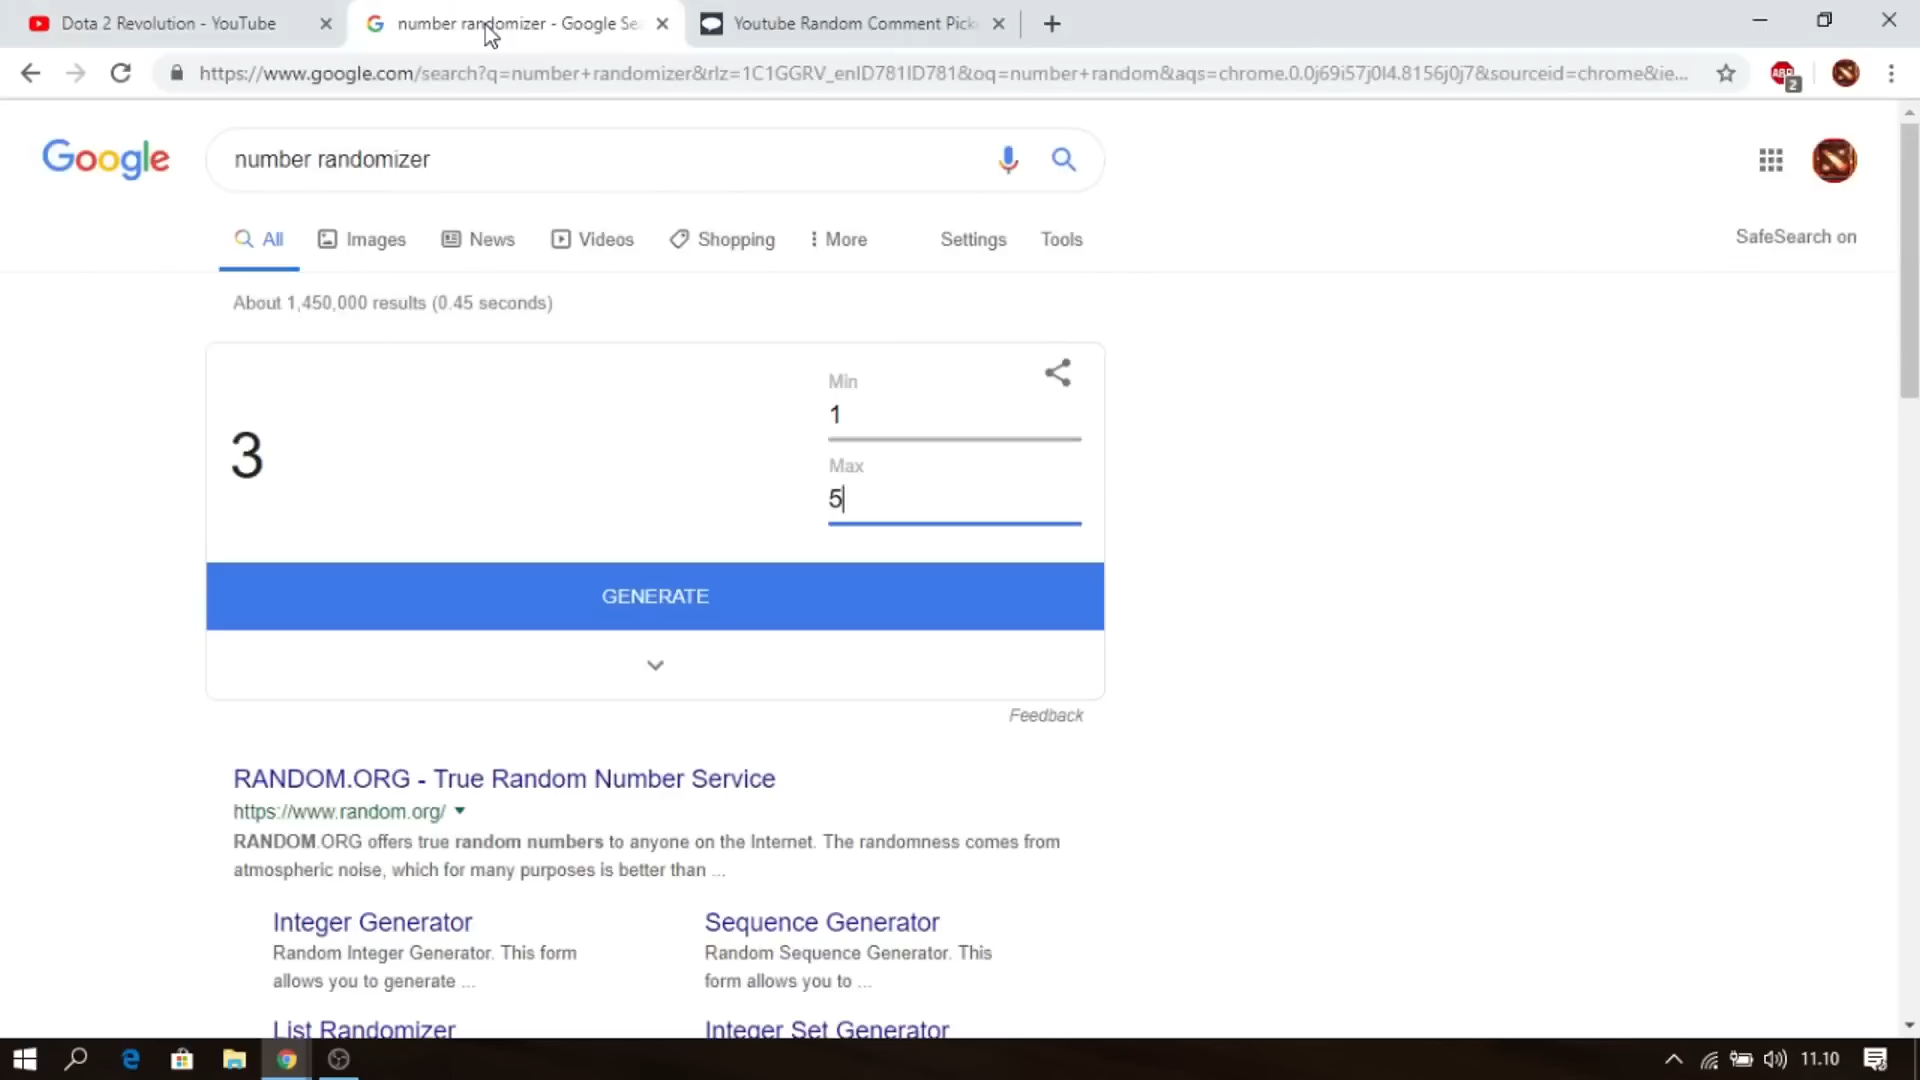 Dota 2 Revolution - YouTube
number randomizer - Google Se
Youtube Random Comment Pick
https://www.google.com/search?q=number+randomizer&rlz=1C1GGRV_enID781ID781&oq=number+random&aqs=chrome.0.0j69i57j0l4.8156j0j7&sourceid=chrome&ie...
ABP
2
Google
number randomizer
All
Images
News
Videos
Shopping
More
Settings
Tools
SafeSearch on
About 1,450,000 results (0.45 seconds)
Min
1
3
Max
5
GENERATE
Feedback
RANDOM.ORG - True Random Number Service
https://www.random.org/
RANDOM.ORG offers true random numbers to anyone on the Internet. The randomness comes from
atmospheric noise, which for many purposes is better than ...
Integer Generator
Random Integer Generator. This form
allows you to generate ...
Sequence Generator
Random Sequence Generator. This
form allows you to ...
List Randomizer
Integer Set Generator
11.10